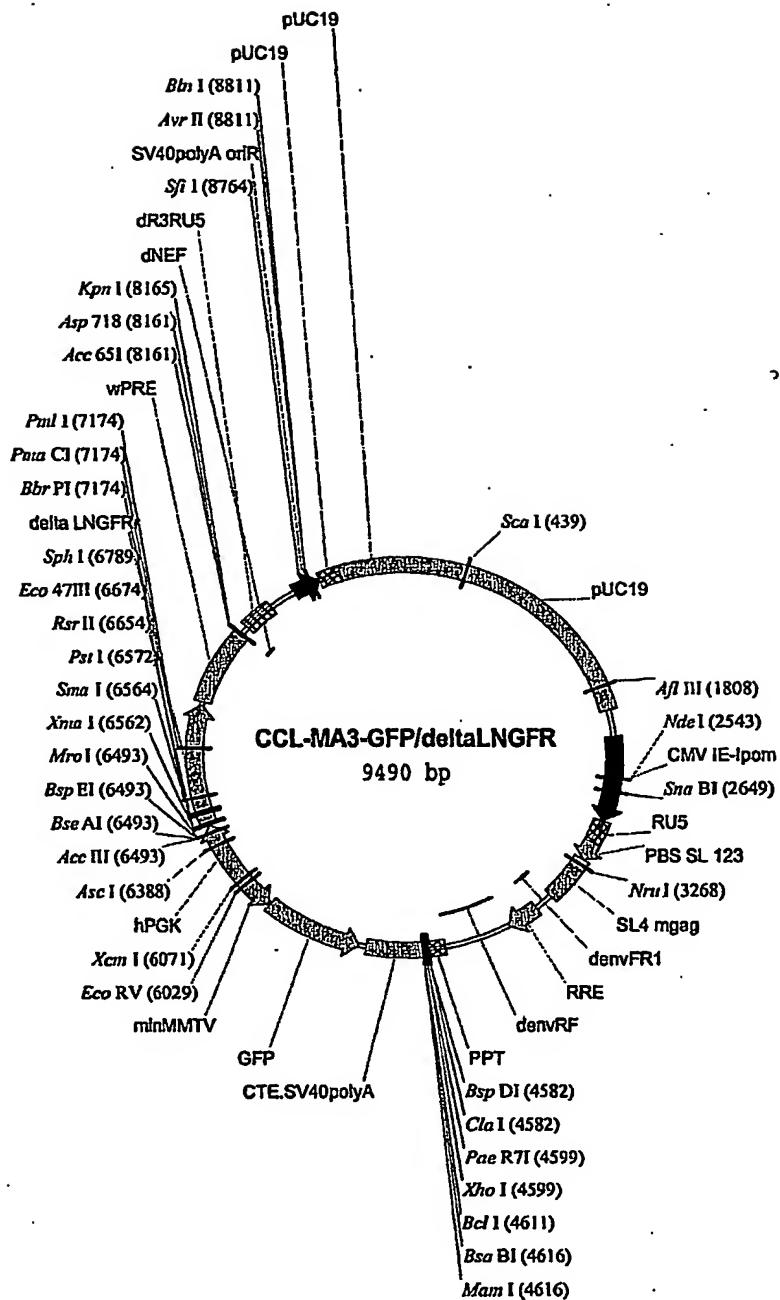 pUC19
pUC19
Bln I (8811)
Avr II (8811)
SV40polyA oriR
Sfi I (8764)
dR3RU5
dNEF
Kpn I (8165)
Asp 718 (8161)
Acc 65I (8161)
wPRE
Pml I (7174)
Pma CI (7174)
Bbr PI (7174)
delta LNGFR
Sph I (6789)
Eco 47III (6674)
Rsr II (6654)
Pst I (6572)
Sma I (6564)
Xma I (6562)
Mro I (6493)
Bsp EI (6493)
Bse AI (6493)
Acc III (6493)
Asc I (6388)
hPGK
Xcm I (6071)
Eco RV (6029)
minMMTV
GFP
CTE.SV40polyA
Sca I (439)
pUC19
Afl III (1808)
Nde I (2543)
CMV IE-Ipom
Sna BI (2649)
RU5
PBS SL 123
Nru I (3268)
SL4 mgag
denvFR1
RRE
denvRF
PPT
Bsp DI (4582)
Cla I (4582)
Pae R7I (4599)
Xho I (4599)
Bcl I (4611)
Bsa BI (4616)
Mam I (4616)
CCL-MA3-GFP/deltaLNGFR
9490 bp